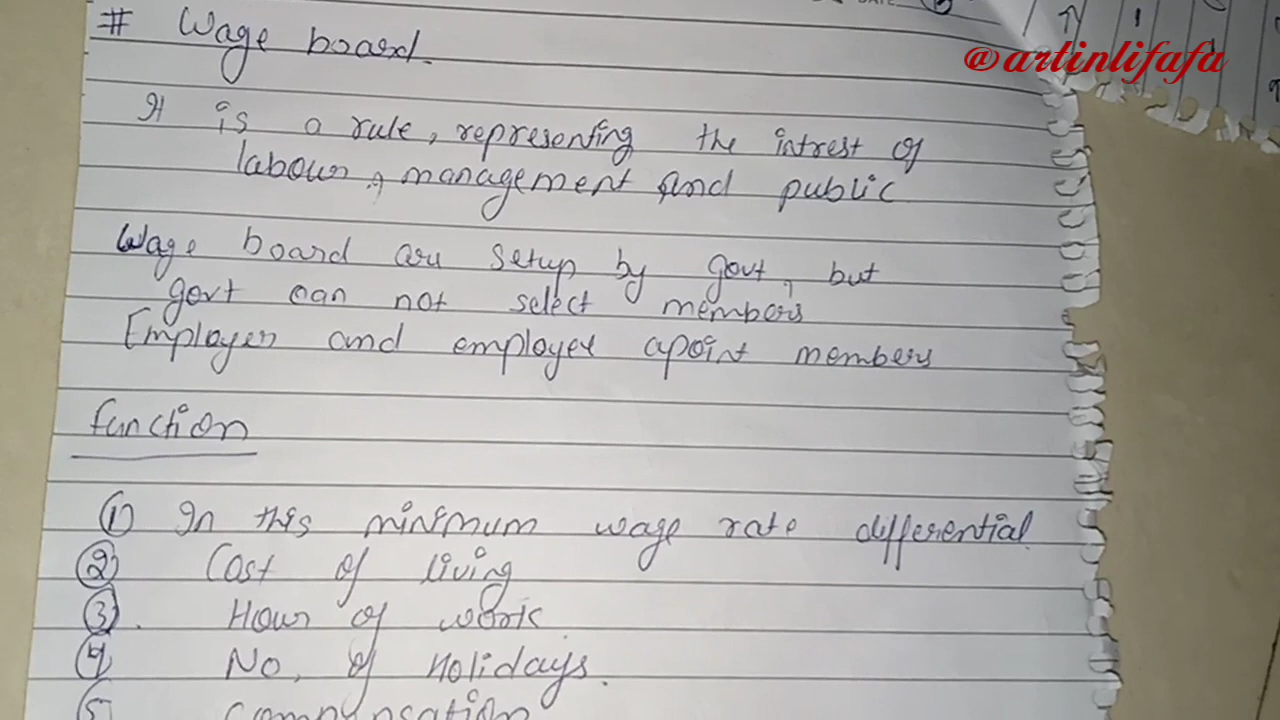 # Wage board.
@artinlifafa
It is a rule, representing the intrest of
labour, management and public
Wage board are setup by govt, but
govt can not select members
Employer and employee apoint members
function
① In this minimum wage rate differential
② Cost of living
③. Hour of work
④ No. of Holidays.
⑤ Compensation